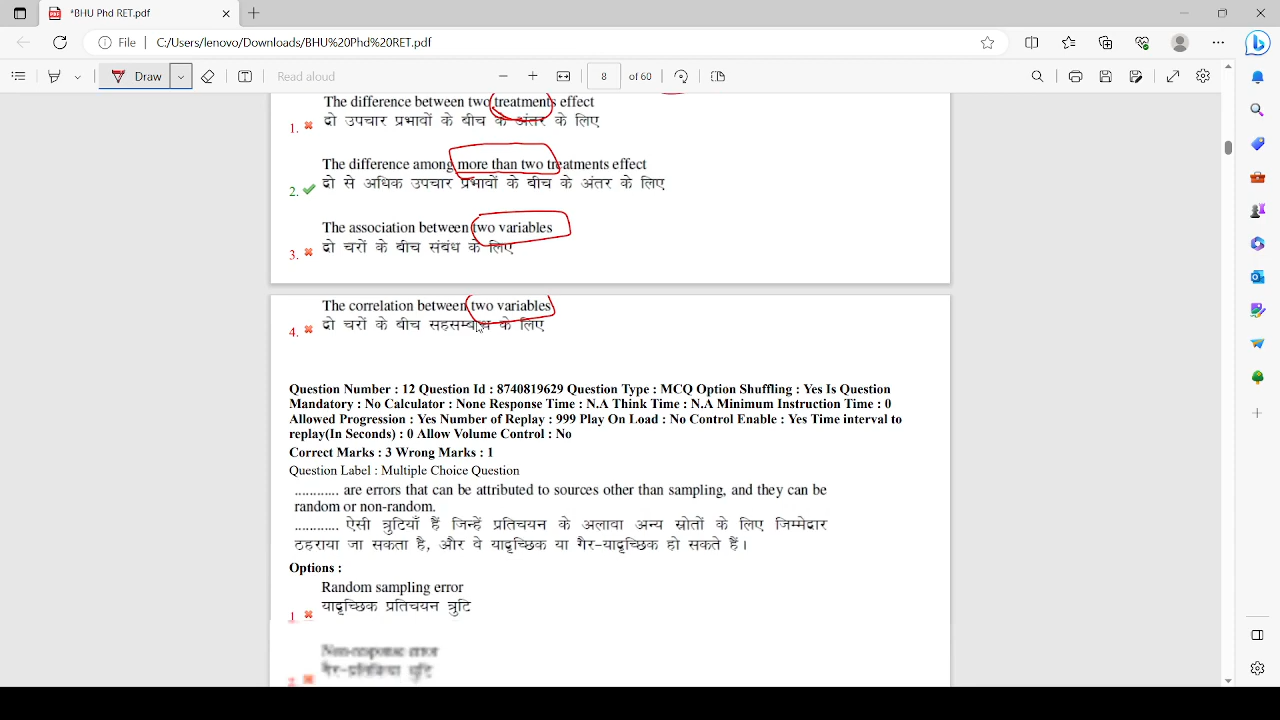 *BHU Phd RET.pdf
File C:/Users/lenovo/Downloads/BHU%20Phd%20RET.pdf
Draw Read aloud 8 of 60
The difference between two treatments effect
1. दो उपचार प्रभावों के बीच के अंतर के लिए
The difference among more than two treatments effect
2. दो से अधिक उपचार प्रभावों के बीच के अंतर के लिए
The association between two variables
3. दो चरों के बीच संबंध के लिए
The correlation between two variables
4. दो चरों के बीच सहसम्बन्ध के लिए
Question Number : 12 Question Id : 8740819629 Question Type : MCQ Option Shuffling : Yes Is Question
Mandatory : No Calculator : None Response Time : N.A Think Time : N.A Minimum Instruction Time : 0
Allowed Progression : Yes Number of Replay : 999 Play On Load : No Control Enable : Yes Time interval to
replay(In Seconds) : 0 Allow Volume Control : No
Correct Marks : 3 Wrong Marks : 1
Question Label : Multiple Choice Question
............ are errors that can be attributed to sources other than sampling, and they can be
random or non-random.
............ ऐसी त्रुटियाँ हैं जिन्हें प्रतिचयन के अलावा अन्य स्रोतों के लिए जिम्मेदार
ठहराया जा सकता है, और वे यादृच्छिक या गैर-यादृच्छिक हो सकते हैं।
Options :
Random sampling error
1. यादृच्छिक प्रतिचयन त्रुटि
Non-response error
2. गैर-प्रतिक्रिया त्रुटि